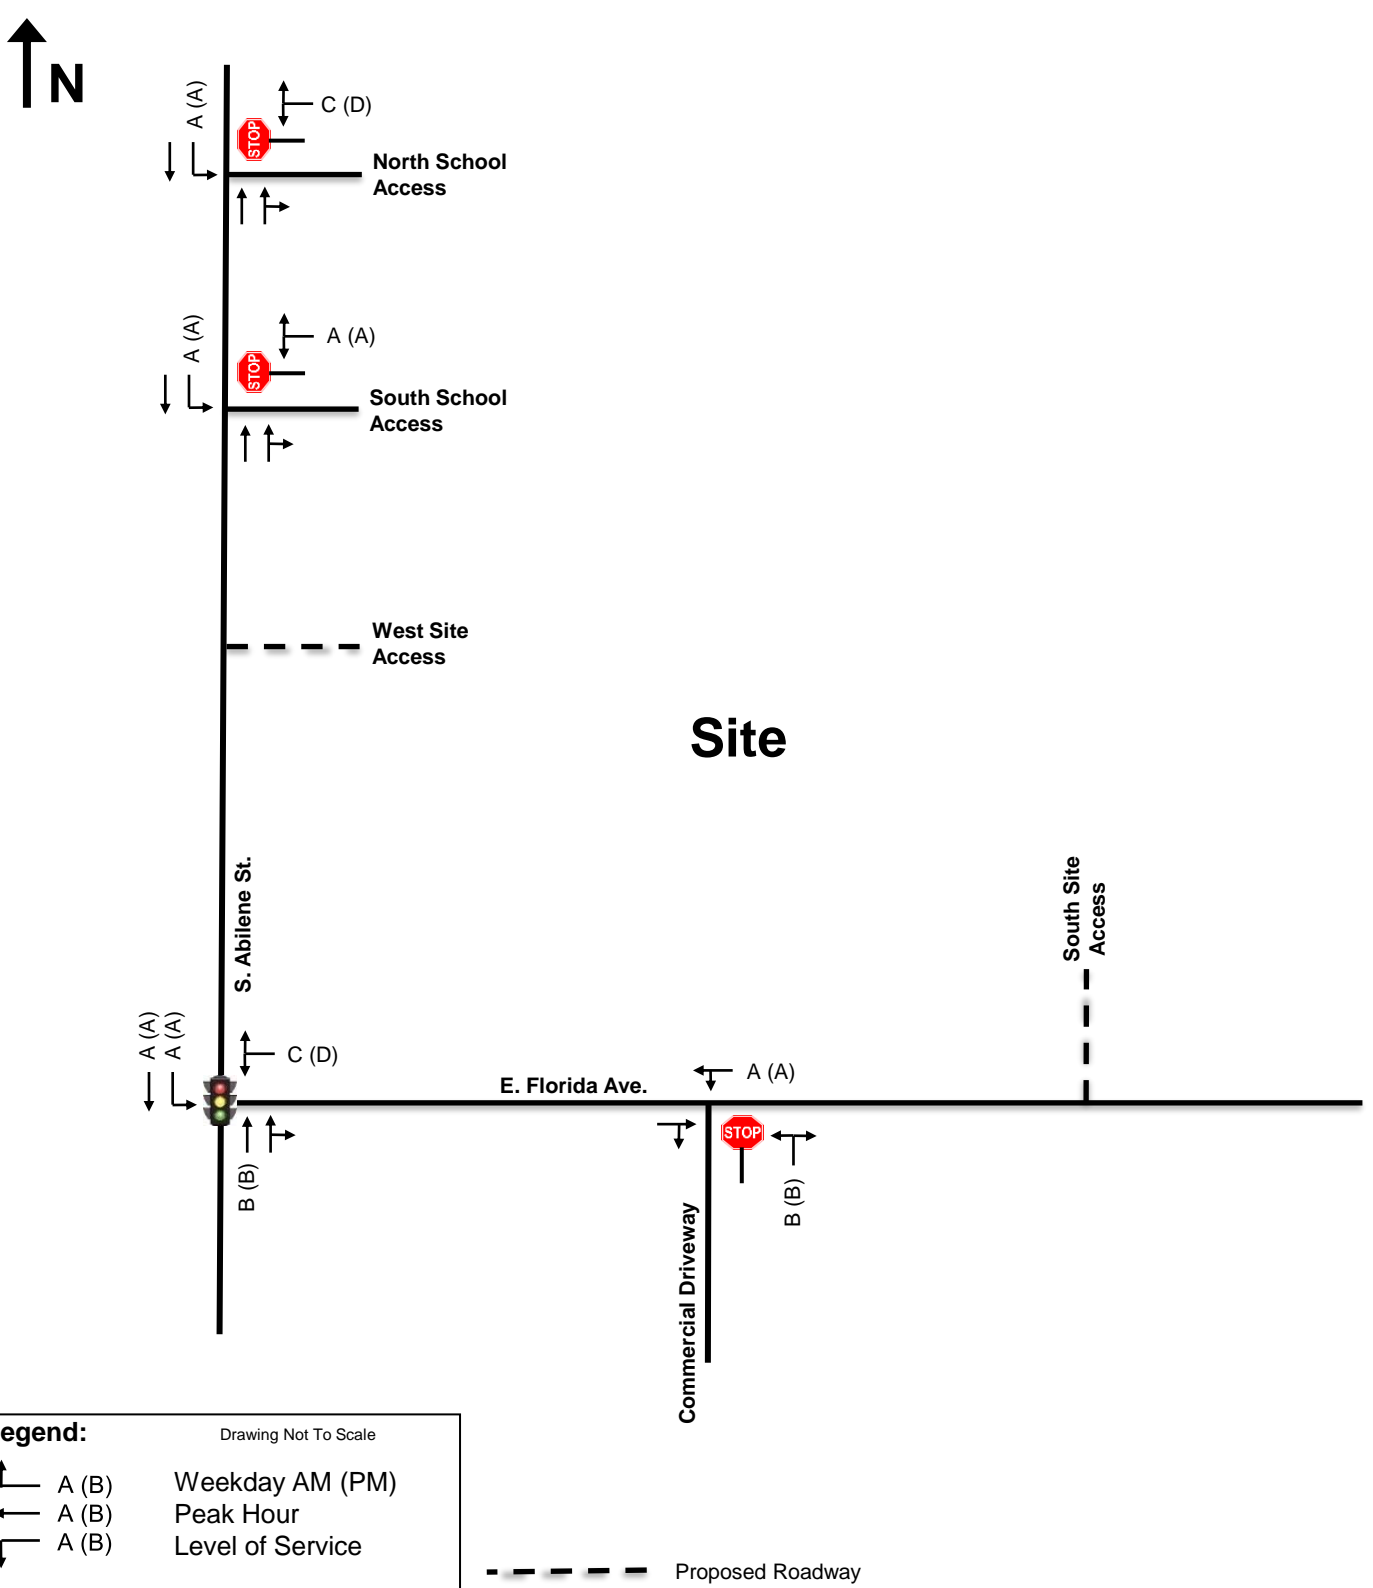 N
A (A)
C (D)
STOP
North School
Access
A (A)
A (A)
STOP
South School
Access
West Site
Access
Site
S. Abilene St.
South Site
Access
A (A)
A (A)
C (D)
E. Florida Ave.
A (A)
STOP
B (B)
B (B)
Commercial Driveway
egend:
Drawing Not To Scale
A (B)
Weekday AM (PM)
A (B)
Peak Hour
A (B)
Level of Service
Proposed Roadway